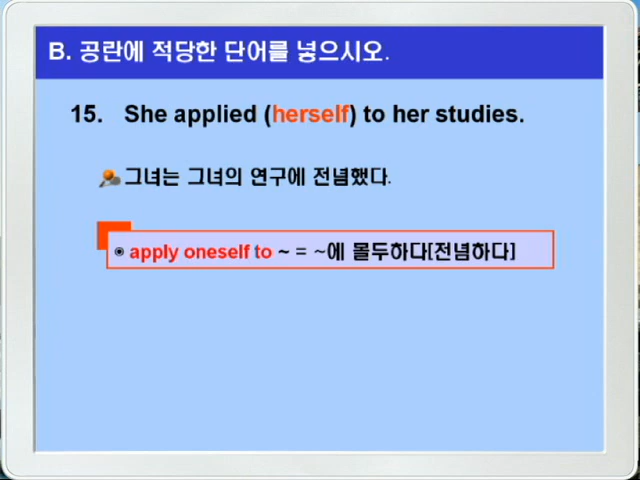 B. 공란에 적당한 단어를 넣으시오.
15. She applied (herself) to her studies.
그녀는 그녀의 연구에 전념했다.
◉ apply oneself to ~ = ~에 몰두하다[전념하다]